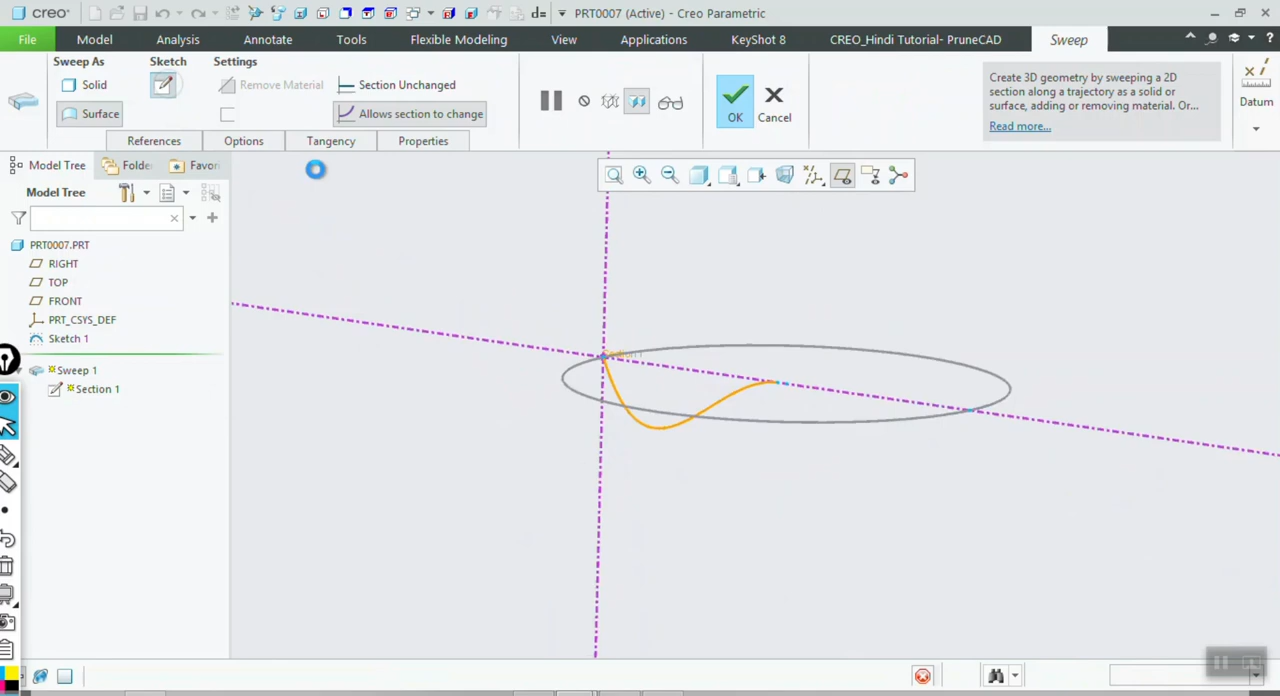 creo®
PRT0007 (Active) - Creo Parametric
File
Model
Analysis
Annotate
Tools
Flexible Modeling
View
Applications
KeyShot 8
CREO_Hindi Tutorial- PruneCAD
Sweep
Sweep As
Solid
Surface
Sketch
Settings
Remove Material
Section Unchanged
Allows section to change
OK
Cancel
Create 3D geometry by sweeping a 2D
section along a trajectory as a solid or
surface, adding or removing material. Or...
Read more...
Datum
References
Options
Tangency
Properties
Model Tree
Folde
Favori
Model Tree
PRT0007.PRT
RIGHT
TOP
FRONT
PRT_CSYS_DEF
Sketch 1
Sweep 1
Section 1